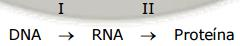 I II
DNA → RNA → Proteína